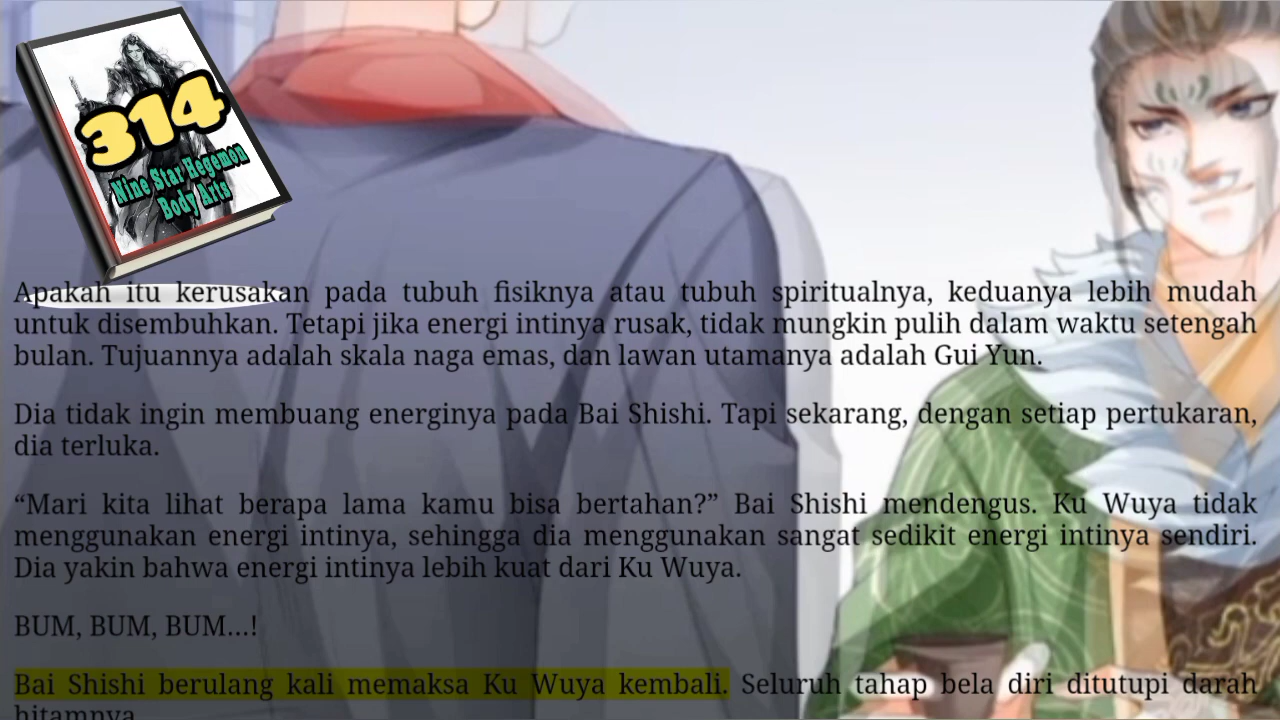 314
Nine Star Hegemon
Body Arts
Apakah itu kerusakan pada tubuh fisiknya atau tubuh spiritualnya, keduanya lebih mudah
untuk disembuhkan. Tetapi jika energi intinya rusak, tidak mungkin pulih dalam waktu setengah
bulan. Tujuannya adalah skala naga emas, dan lawan utamanya adalah Gui Yun.
Dia tidak ingin membuang energinya pada Bai Shishi. Tapi sekarang, dengan setiap pertukaran,
dia terluka.
“Mari kita lihat berapa lama kamu bisa bertahan?” Bai Shishi mendengus. Ku Wuya tidak
menggunakan energi intinya, sehingga dia menggunakan sangat sedikit energi intinya sendiri.
Dia yakin bahwa energi intinya lebih kuat dari Ku Wuya.
BUM, BUM, BUM…!
Bai Shishi berulang kali memaksa Ku Wuya kembali. Seluruh tahap bela diri ditutupi darah
hitamnya